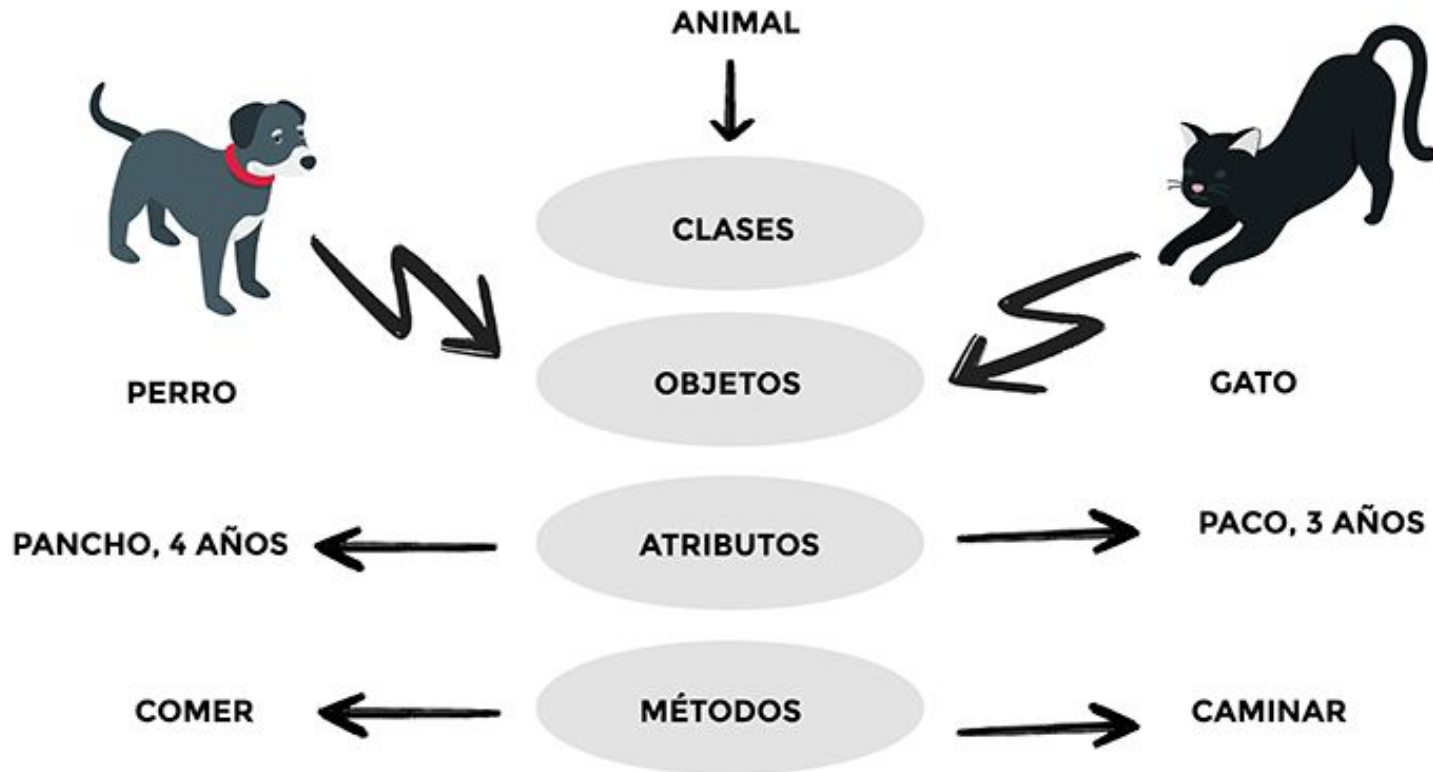 ANIMAL
CLASES
OBJETOS
PERRO
GATO
PANCHO, 4 AÑOS
ATRIBUTOS
PACO, 3 AÑOS
COMER
MÉTODOS
CAMINAR